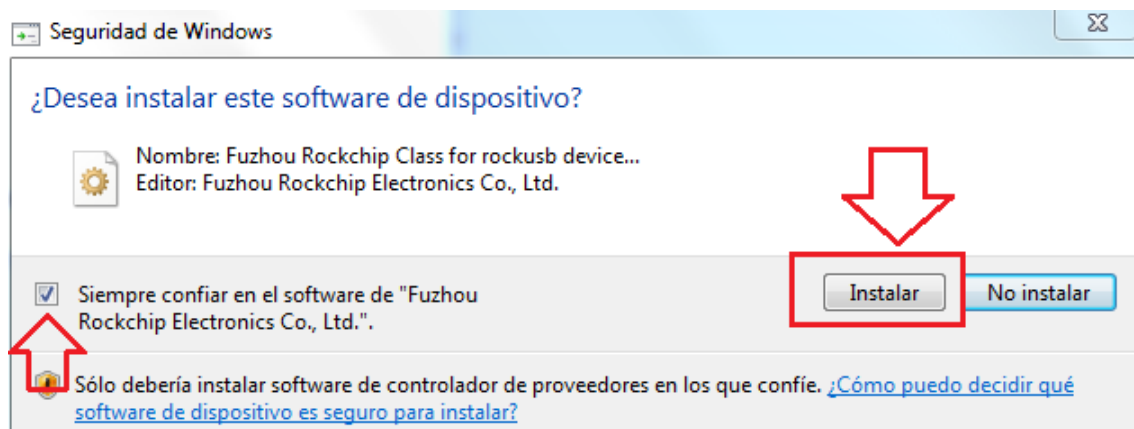 Seguridad de Windows
¿Desea instalar este software de dispositivo?
Nombre: Fuzhou Rockchip Class for rockusb device...
Editor: Fuzhou Rockchip Electronics Co., Ltd.
Siempre confiar en el software de "Fuzhou
Rockchip Electronics Co., Ltd.".
Instalar
No instalar
Sólo debería instalar software de controlador de proveedores en los que confíe. ¿Cómo puedo decidir qué
software de dispositivo es seguro para instalar?